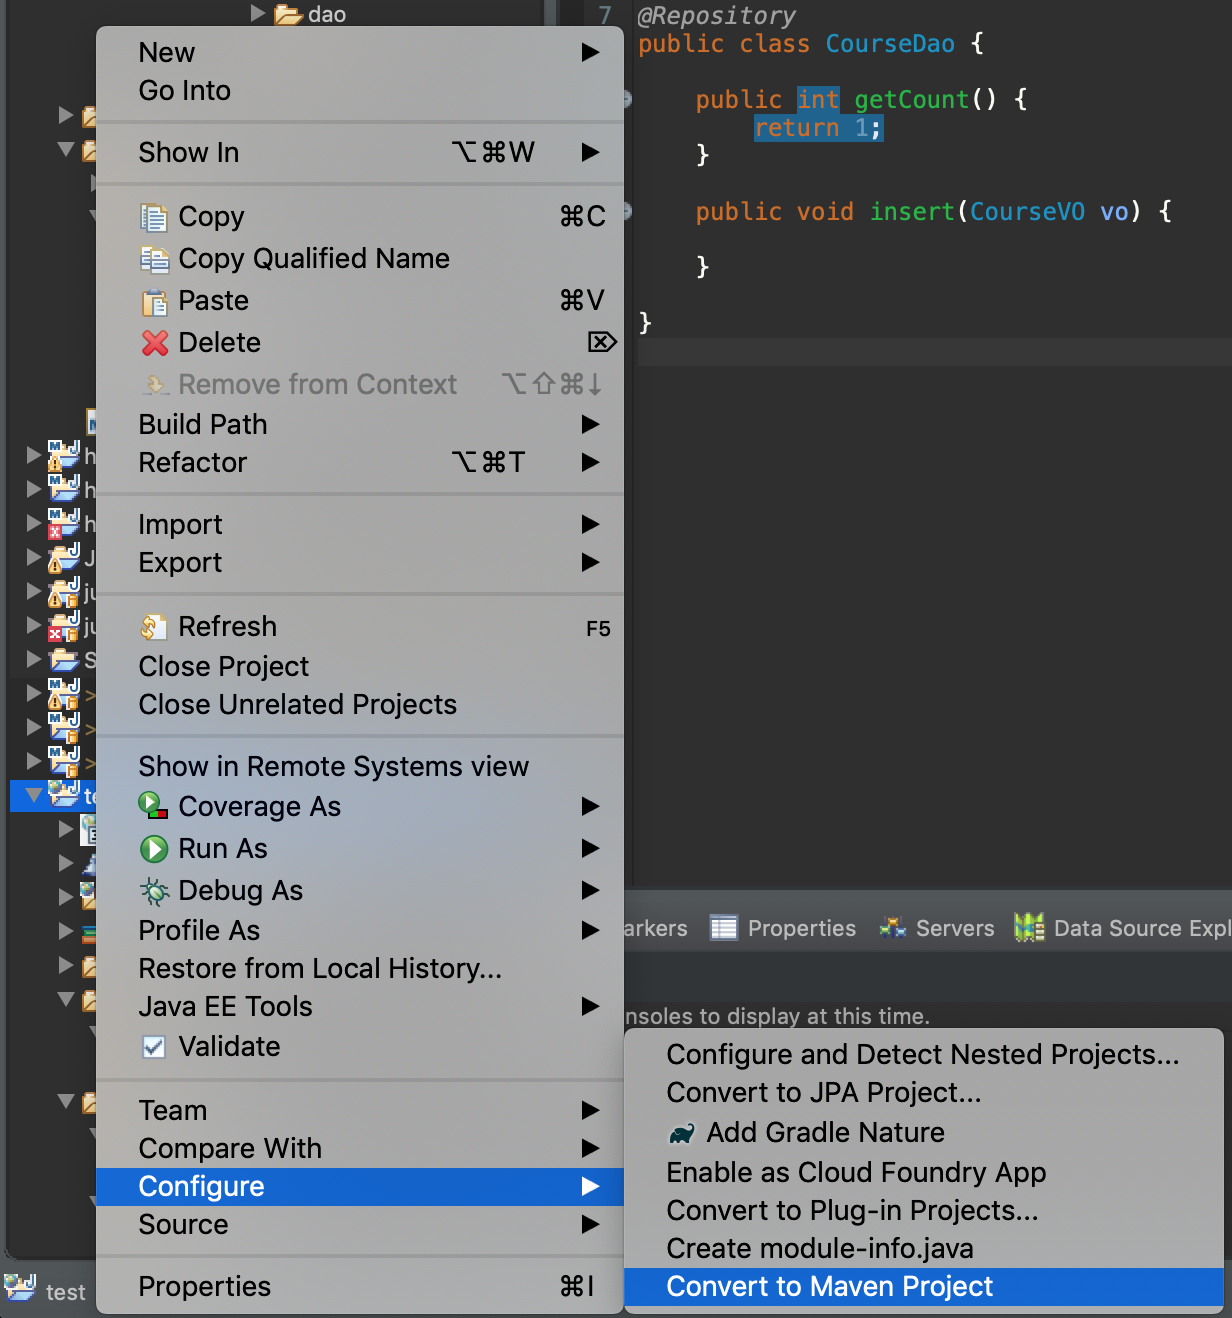 dao
7
@Repository
public class CourseDao {
public int getCount() {
return 1;
}
public void insert(CourseVO vo) {
}
}
New
Go Into
Show In ⌥⌘W
Copy ⌘C
Copy Qualified Name
Paste ⌘V
Delete ⌦
Remove from Context ⌥⇧⌘↓
Build Path
Refactor ⌥⌘T
Import
Export
Refresh F5
Close Project
Close Unrelated Projects
Show in Remote Systems view
Coverage As
Run As
Debug As
Profile As
Restore from Local History...
Java EE Tools
Validate
Team
Compare With
Configure
Source
Properties ⌘I
arkers Properties Servers Data Source Expl
nsoles to display at this time.
Configure and Detect Nested Projects...
Convert to JPA Project...
Add Gradle Nature
Enable as Cloud Foundry App
Convert to Plug-in Projects...
Create module-info.java
Convert to Maven Project
h
h
h
J
ju
ju
S
>
>
>
te
test